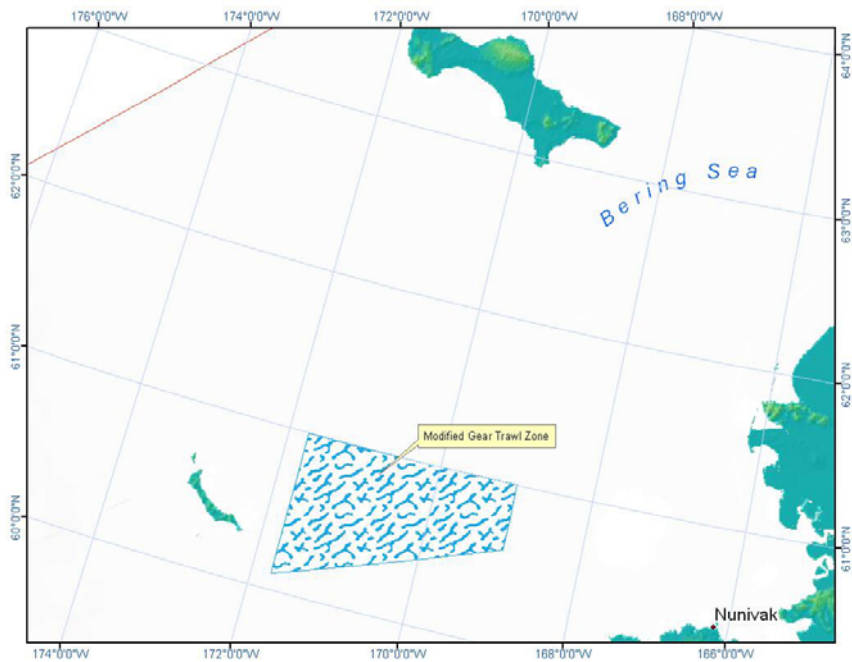 176°0'0"W 174°0'0"W 172°0'0"W 170°0'0"W 168°0'0"W
64°0'0"N
62°0'0"N
Bering Sea
63°0'0"N
61°0'0"N
62°0'0"N
Modified Gear Trawl Zone
60°0'0"N
61°0'0"N
Nunivak
174°0'0"W 172°0'0"W 170°0'0"W 168°0'0"W 166°0'0"W